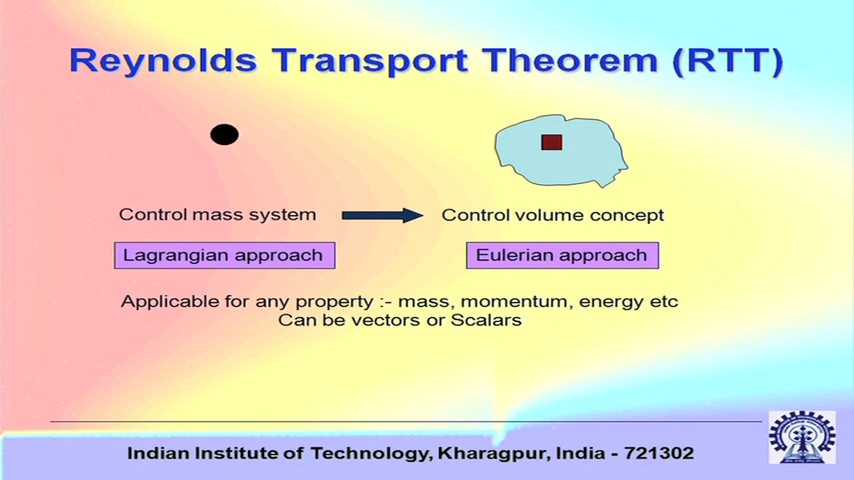 Reynolds Transport Theorem (RTT)
Control mass system
Control volume concept
Lagrangian approach
Eulerian approach
Applicable for any property :- mass, momentum, energy etc
Can be vectors or Scalars
Indian Institute of Technology, Kharagpur, India - 721302